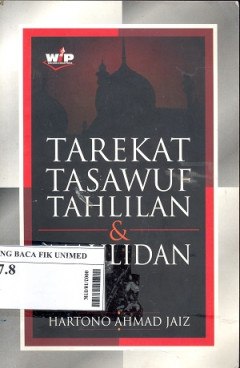 WIP
TAREKAT
TASAWUF
TAHLILAN
&
LIDAN
NG BACA FIK UNIMED
7.8
HARTONO AHMAD JAIZ